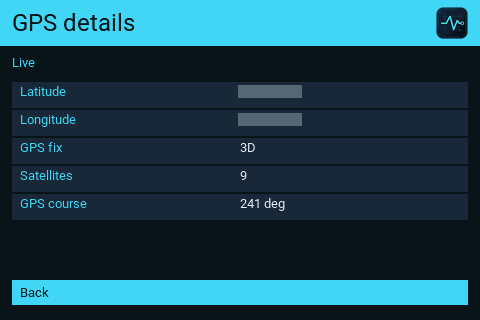 GPS details
Live
Latitude
Longitude
GPS fix 3D
Satellites 9
GPS course 241 deg
Back